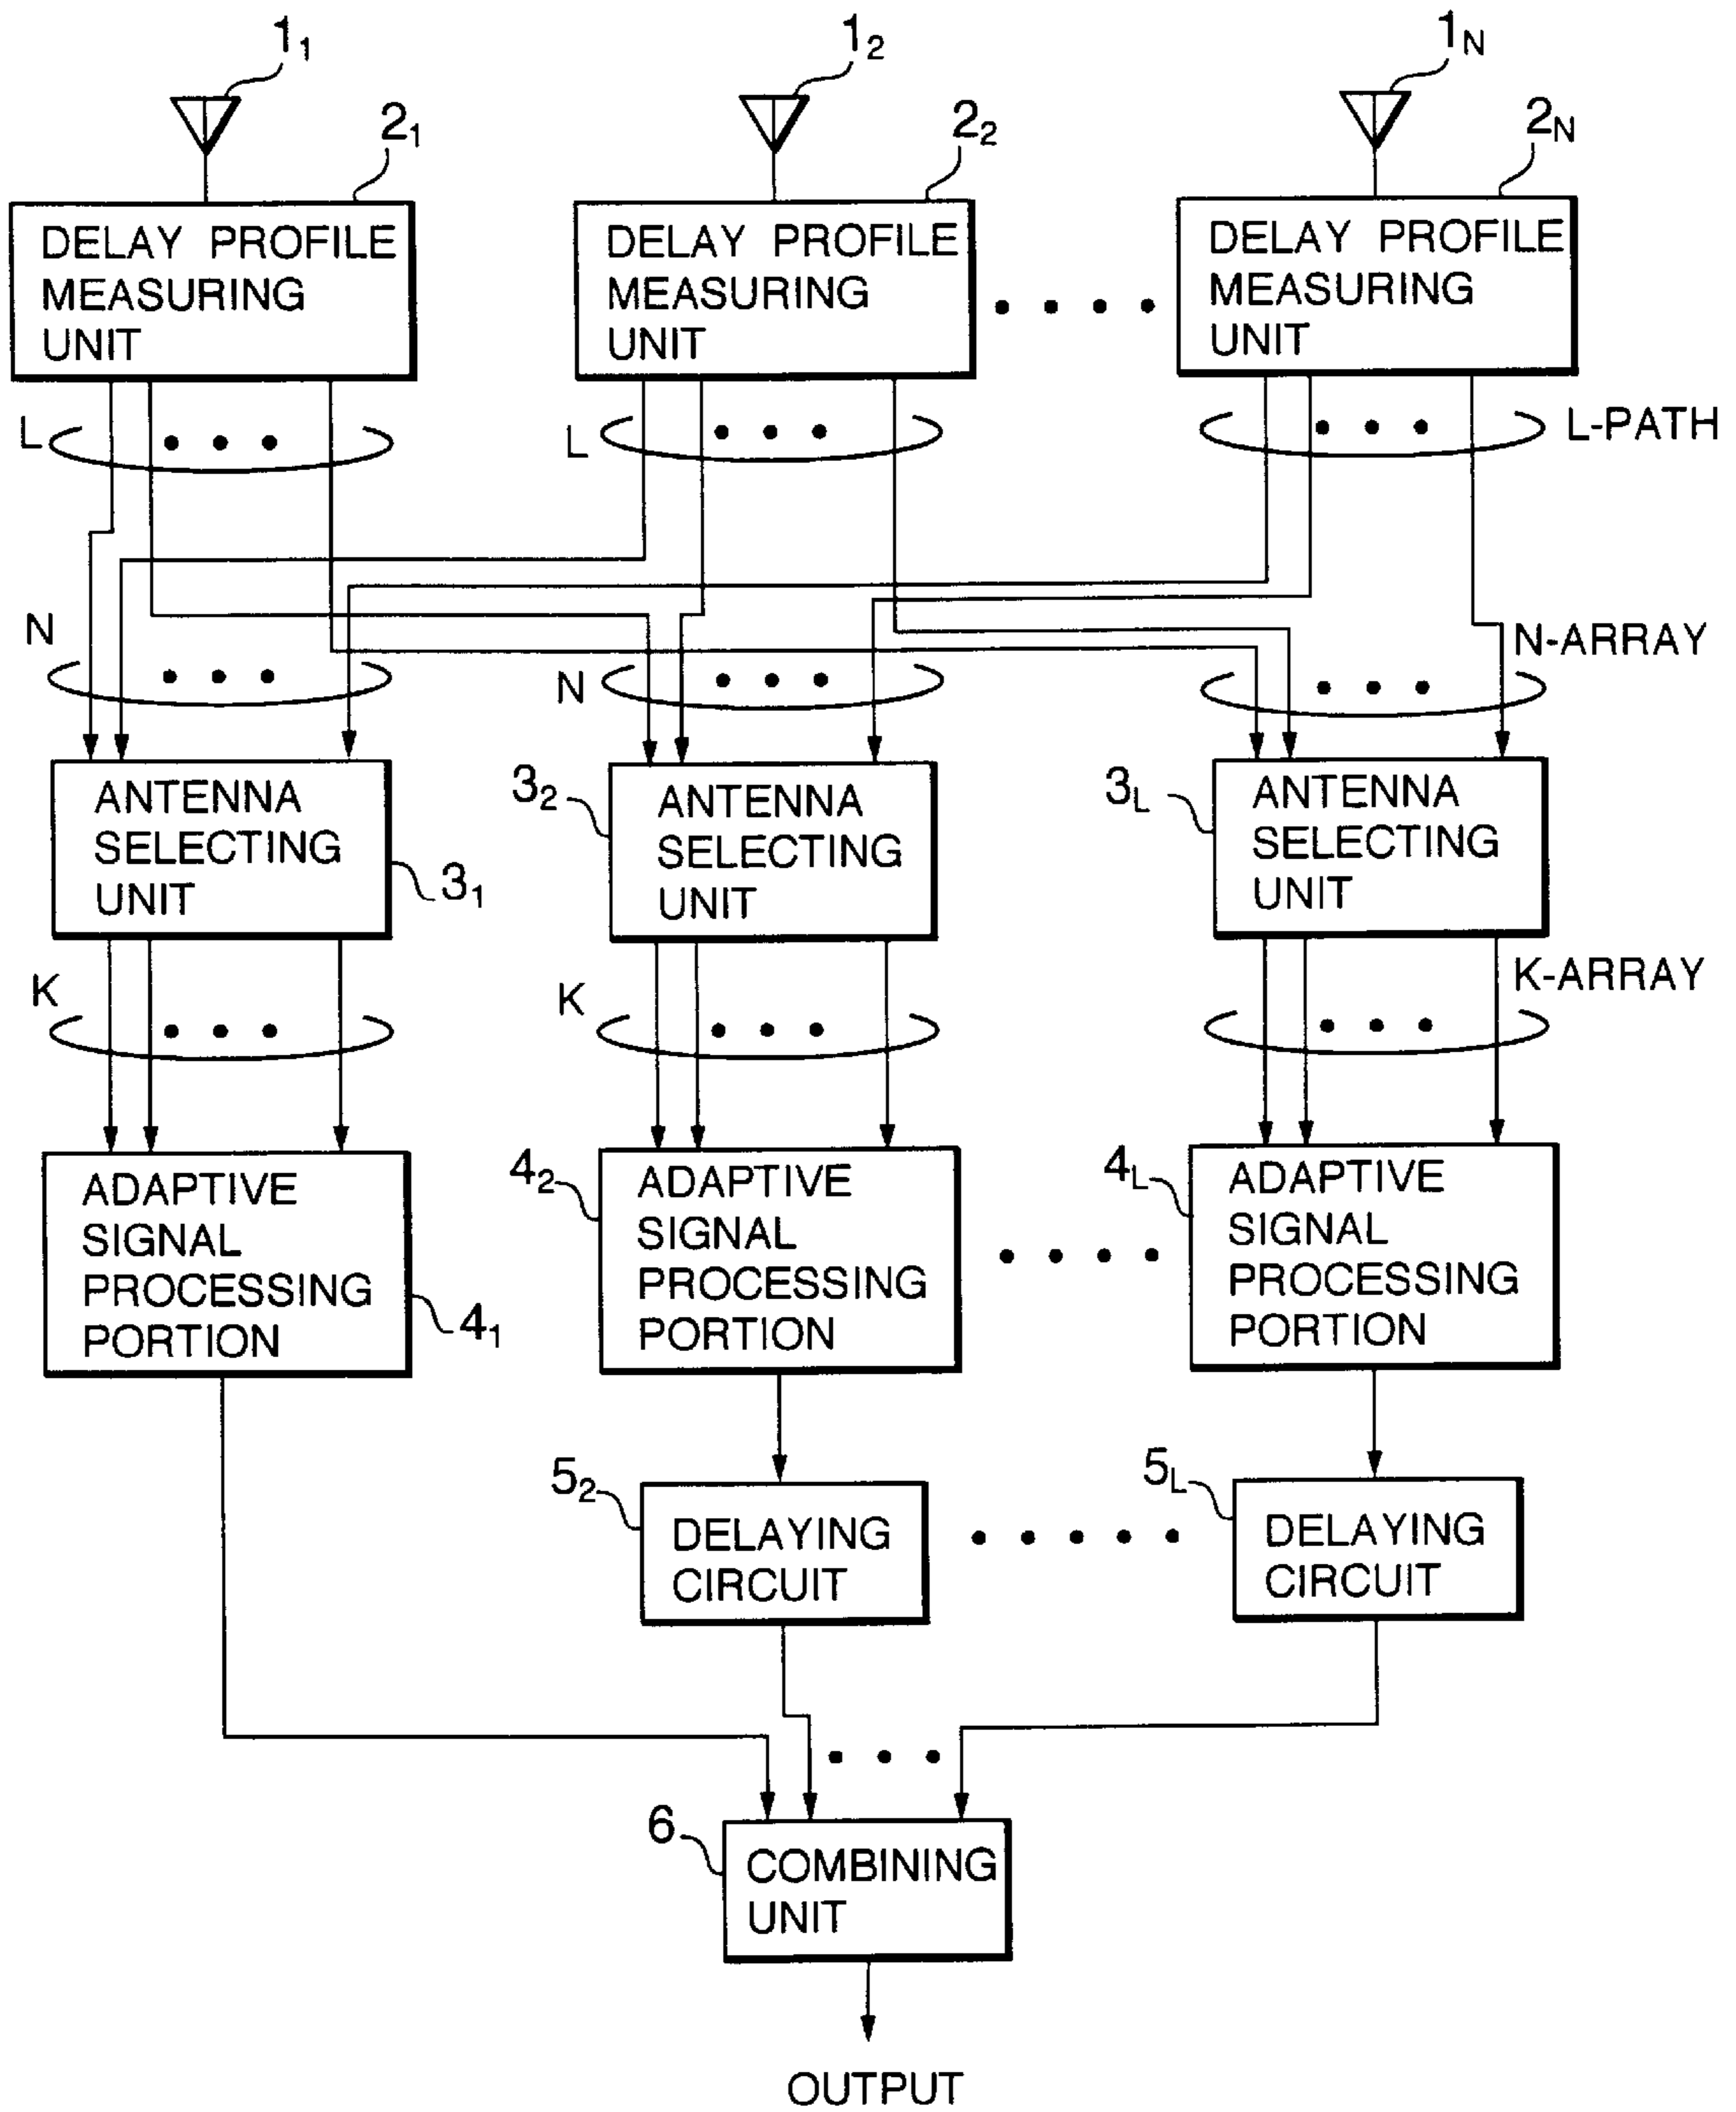 1₁ 1₂ 1N
2₁ 2₂ 2N
DELAY PROFILE
MEASURING
UNIT
DELAY PROFILE
MEASURING
UNIT
DELAY PROFILE
MEASURING
UNIT
L L L-PATH
N N N-ARRAY
ANTENNA
SELECTING
UNIT
3₁
3₂
ANTENNA
SELECTING
UNIT
3L
ANTENNA
SELECTING
UNIT
K K K-ARRAY
ADAPTIVE
SIGNAL
PROCESSING
PORTION
4₁
4₂
ADAPTIVE
SIGNAL
PROCESSING
PORTION
4L
ADAPTIVE
SIGNAL
PROCESSING
PORTION
5₂
DELAYING
CIRCUIT
5L
DELAYING
CIRCUIT
6
COMBINING
UNIT
OUTPUT